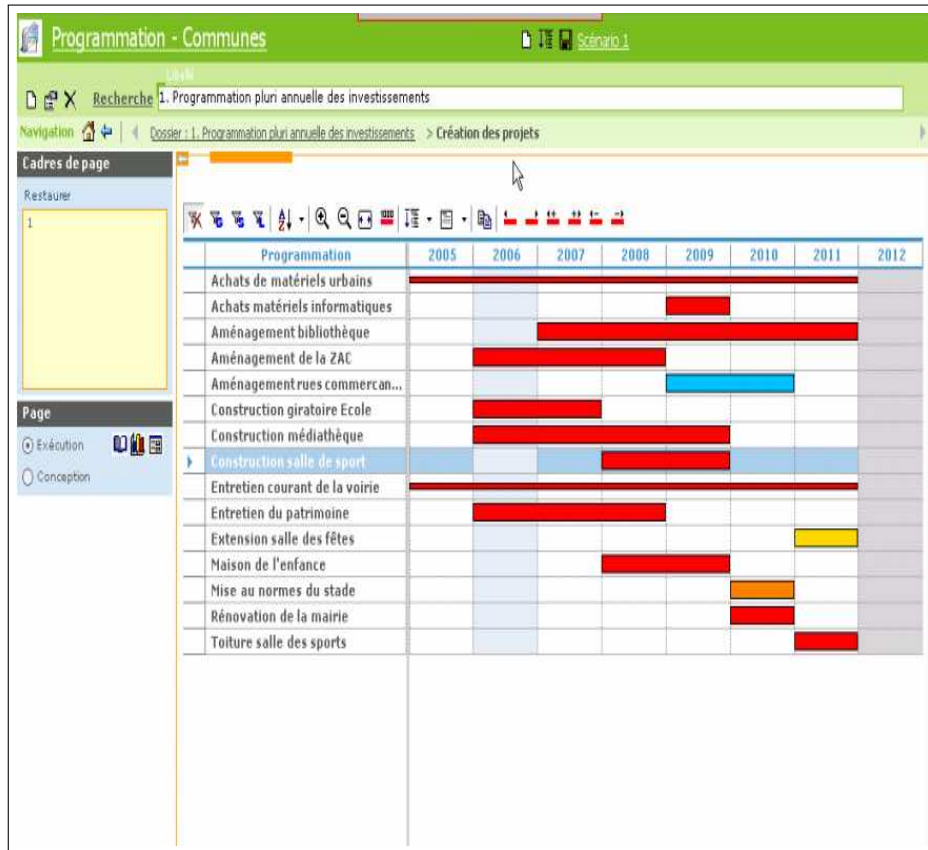 Programmation - Communes
Scénario 1
Libellé
Recherche 1. Programmation pluri annuelle des investissements
Navigation Dossier : 1. Programmation pluri annuelle des investissements > Création des projets
Cadres de page
Restaurer
1
Programmation 2005 2006 2007 2008 2009 2010 2011 2012
Achats de matériels urbains
Achats matériels informatiques
Aménagement bibliothèque
Aménagement de la ZAC
Aménagement rues commercan...
Construction giratoire Ecole
Construction médiathèque
Construction salle de sport
Entretien courant de la voirie
Entretien du patrimoine
Extension salle des fêtes
Maison de l'enfance
Mise au normes du stade
Rénovation de la mairie
Toiture salle des sports
Page
Exécution
Conception